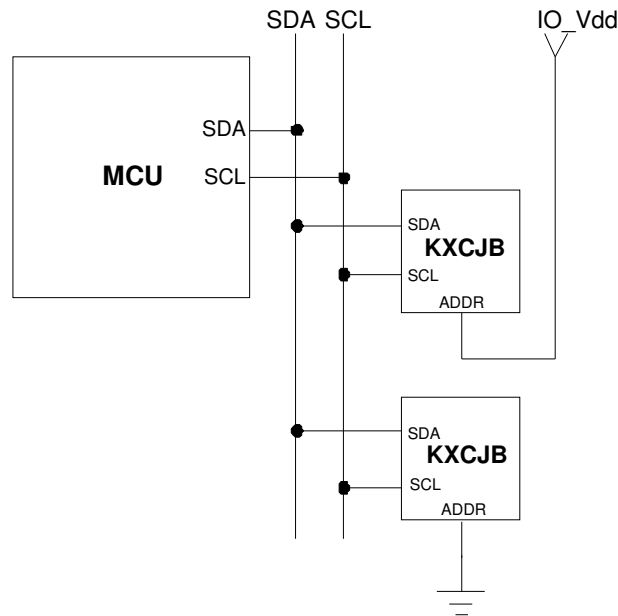 SDA SCL
IO_Vdd
SDA
MCU
SCL
SDA
KXCJB
SCL
ADDR
SDA
KXCJB
SCL
ADDR